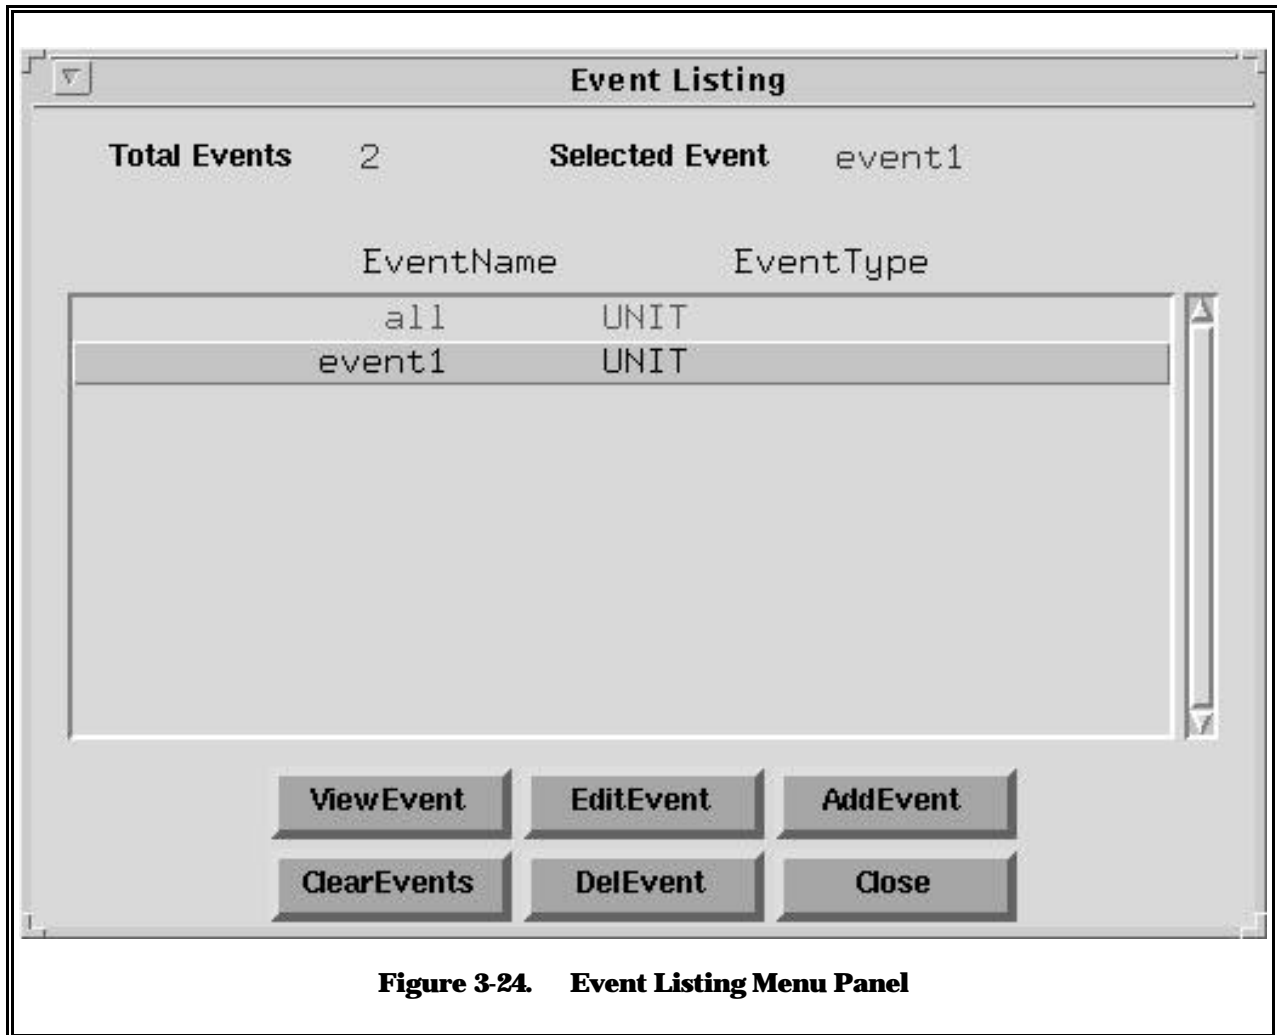 Event Listing
Total Events 2 Selected Event event1
EventName EventType
all UNIT
event1 UNIT
ViewEvent EditEvent AddEvent
ClearEvents DelEvent Close
Figure 3-24. Event Listing Menu Panel